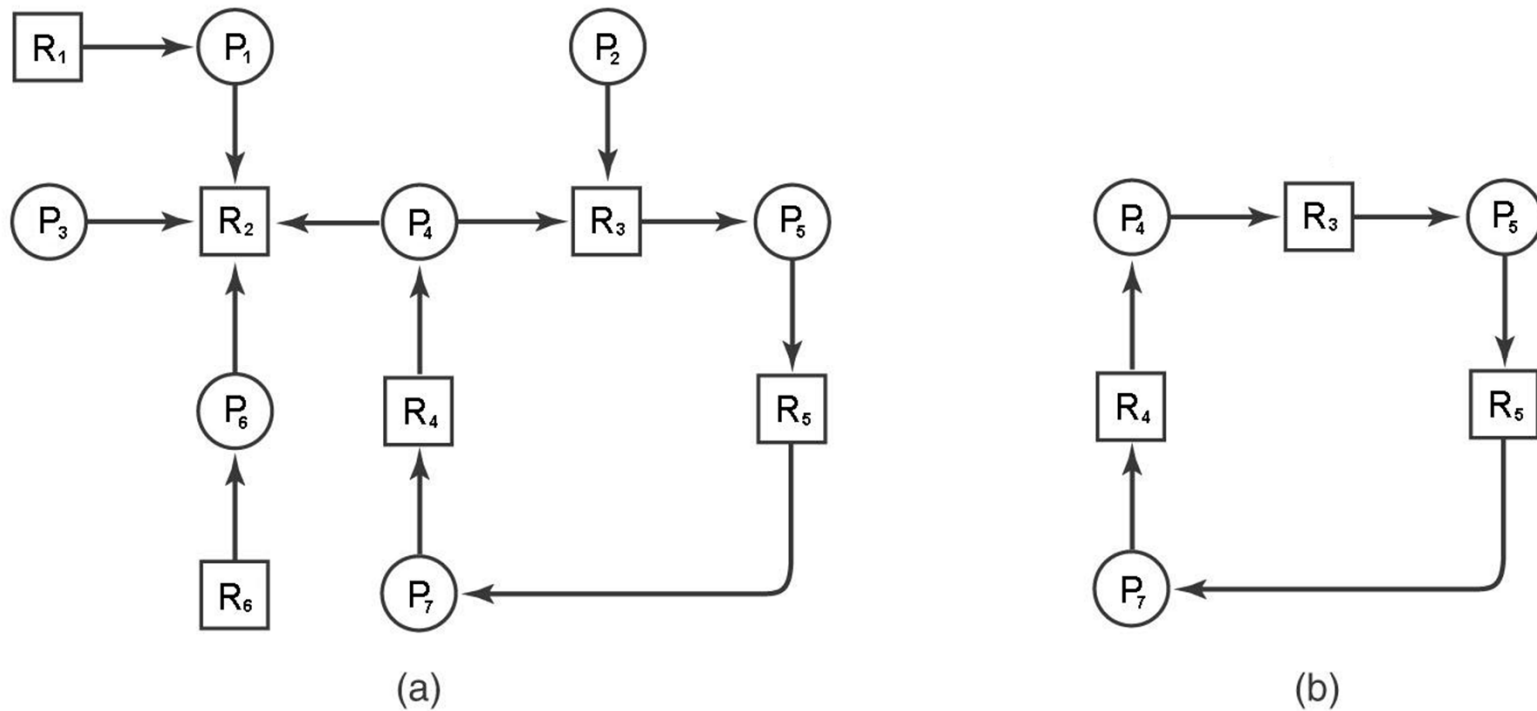 R₁ P₁ P₂
P₃ R₂ P₄ R₃ P₅
P₆ R₄ R₅
R₆ P₇
(a)
P₄ R₃ P₅
R₄ R₅
P₇
(b)